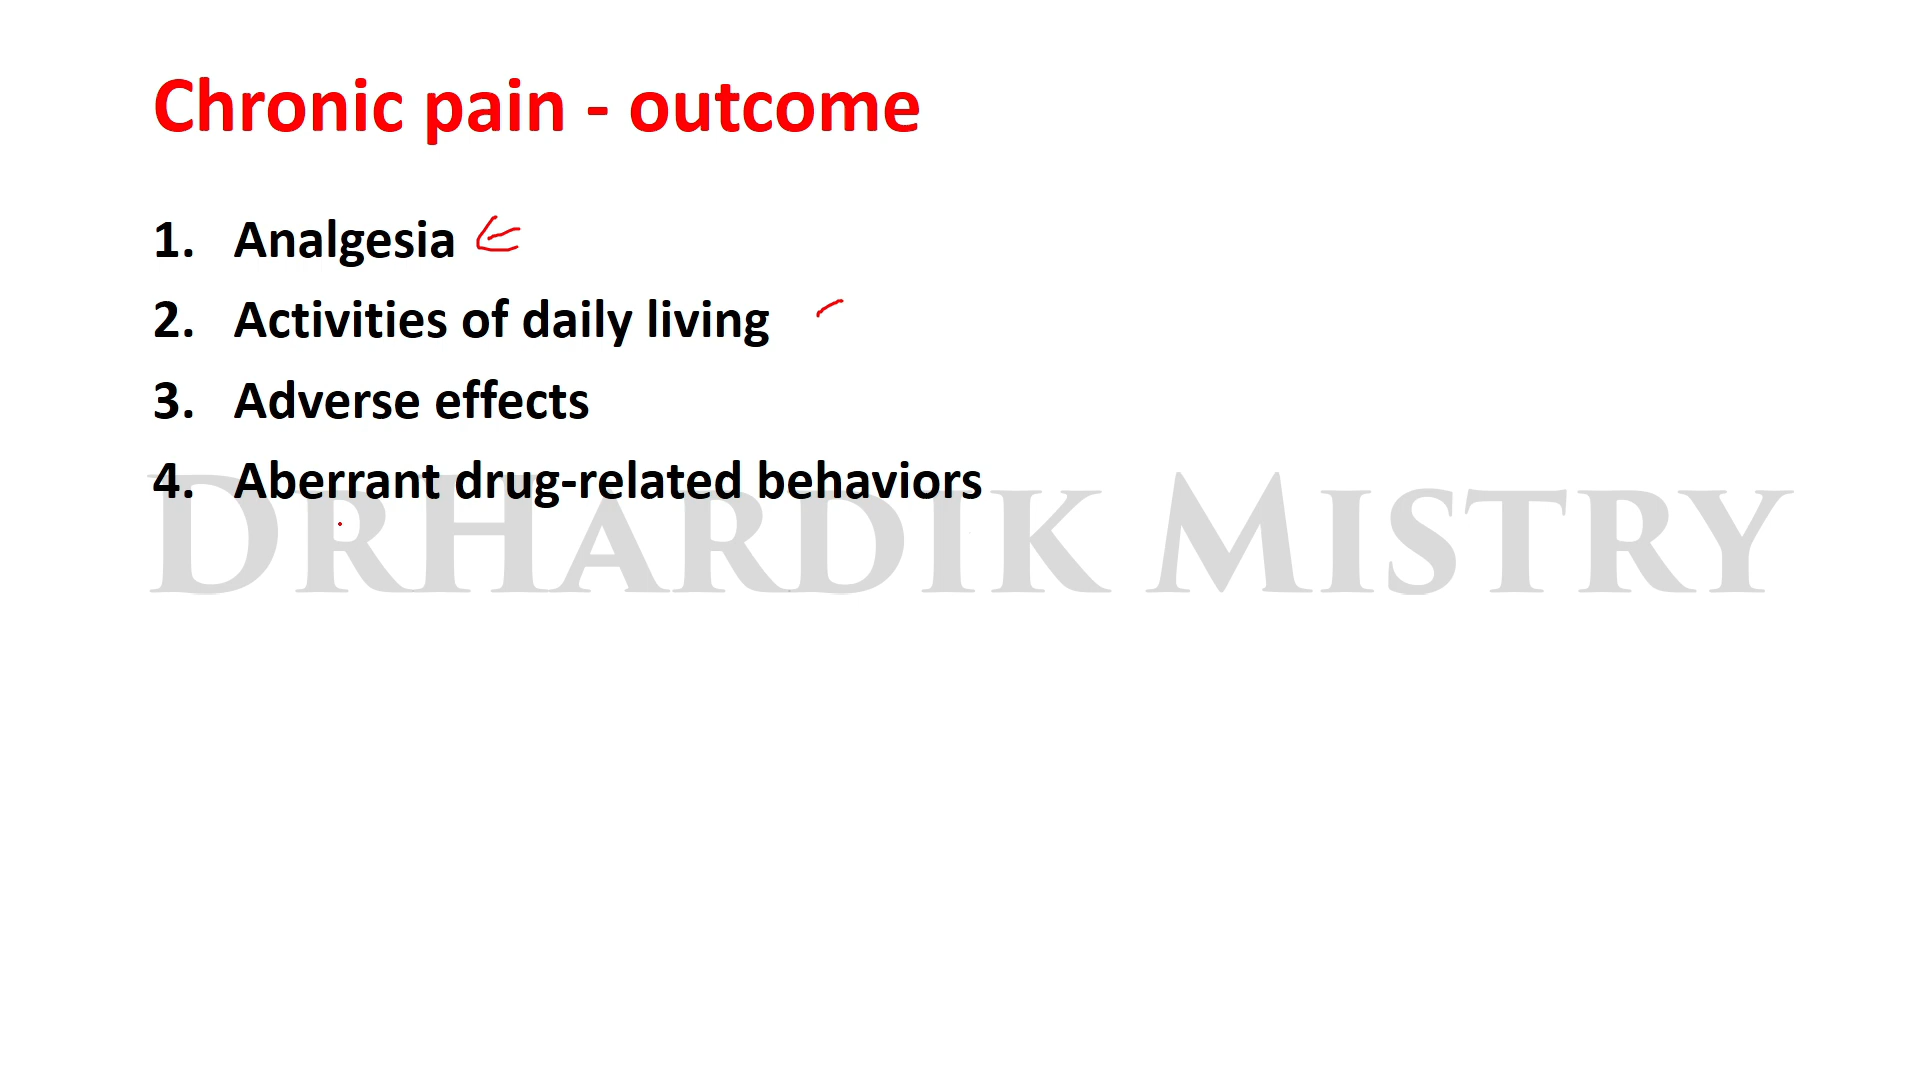 Chronic pain - outcome
1. Analgesia
2. Activities of daily living
3. Adverse effects
4. Aberrant drug-related behaviors
DrHardik Mistry